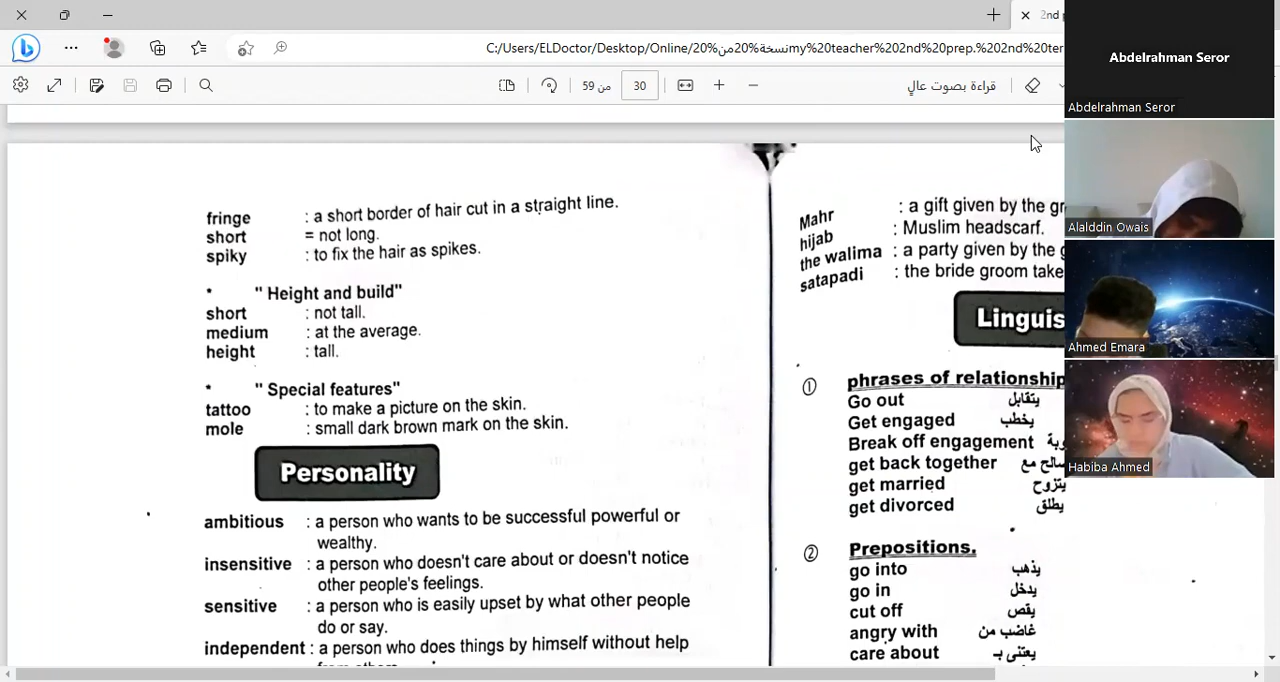 2nd
C:/Users/ELDoctor/Desktop/Online/20%من20%نسخةmy%20teacher%202nd%20prep.%202nd%20ter
59 من
30
قراءة بصوت عالٍ
fringe : a short border of hair cut in a straight line.
short = not long.
spiky : to fix the hair as spikes.
* " Height and build"
short : not tall.
medium : at the average.
height : tall.
* " Special features"
tattoo : to make a picture on the skin.
mole : small dark brown mark on the skin.
Personality
ambitious : a person who wants to be successful powerful or
wealthy.
insensitive : a person who doesn't care about or doesn't notice
other people's feelings.
sensitive : a person who is easily upset by what other people
do or say.
independent : a person who does things by himself without help
Mahr : a gift given by the
hijab : Muslim headscarf.
the walima : a party given by the
satapadi : the bride groom take
Linguis
① phrases of relationship
Go out يتقابل
Get engaged يخطب
Break off engagement
get back together
get married يتزوج
get divorced يطلق
② Prepositions.
go into يذهب
go in يدخل
cut off يقص
angry with غاضب من
care about يعتنى بـ
Abdelrahman Seror
Abdelrahman Seror
Alalddin Owais
Ahmed Emara
Habiba Ahmed